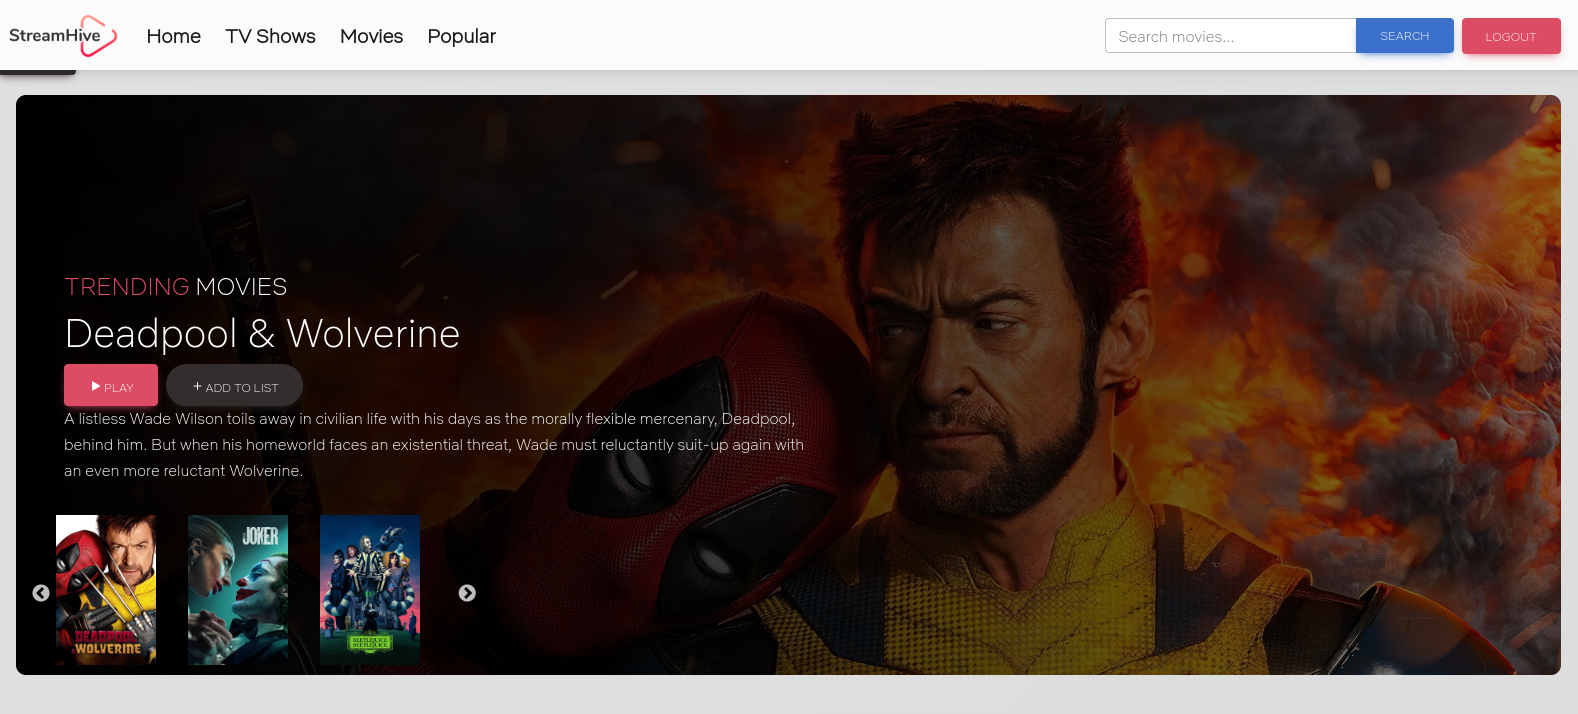 StreamHive
Home TV Shows Movies Popular
Search movies...
SEARCH
LOGOUT
TRENDING MOVIES
Deadpool & Wolverine
PLAY
+ ADD TO LIST
A listless Wade Wilson toils away in civilian life with his days as the morally flexible mercenary, Deadpool,
behind him. But when his homeworld faces an existential threat, Wade must reluctantly suit-up again with
an even more reluctant Wolverine.
JOKER
DEADPOOL
WOLVERINE
BEETLEJUICE
BEETLEJUICE